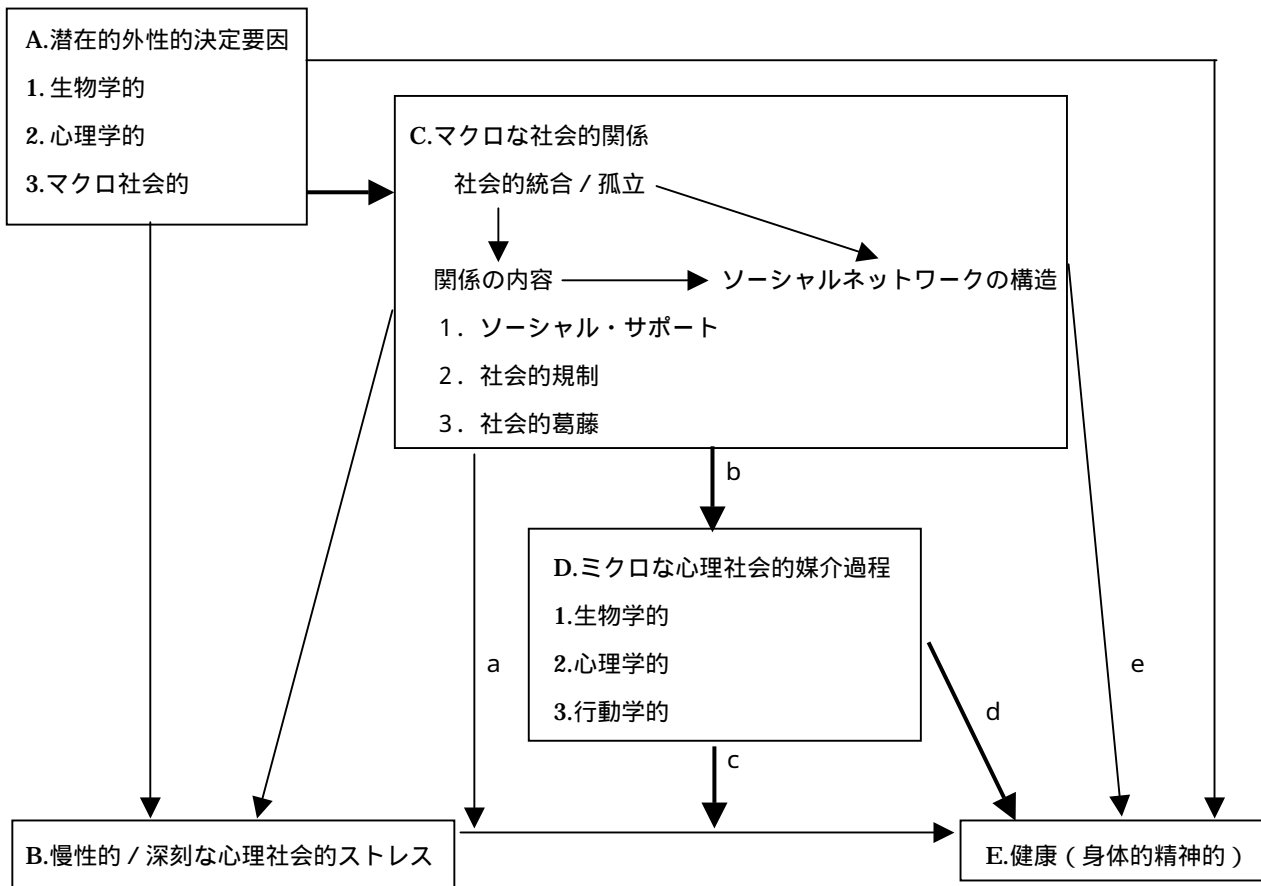 A.潜在的外性的決定要因
1. 生物学的
2. 心理学的
3.マクロ社会的
C.マクロな社会的関係
社会的統合 / 孤立
関係の内容
ソーシャルネットワークの構造
1. ソーシャル・サポート
2. 社会的規制
3. 社会的葛藤
b
D.ミクロな心理社会的媒介過程
1.生物学的
2.心理学的
3.行動学的
a
e
d
c
B.慢性的 / 深刻な心理社会的ストレス
E.健康 ( 身体的精神的 )